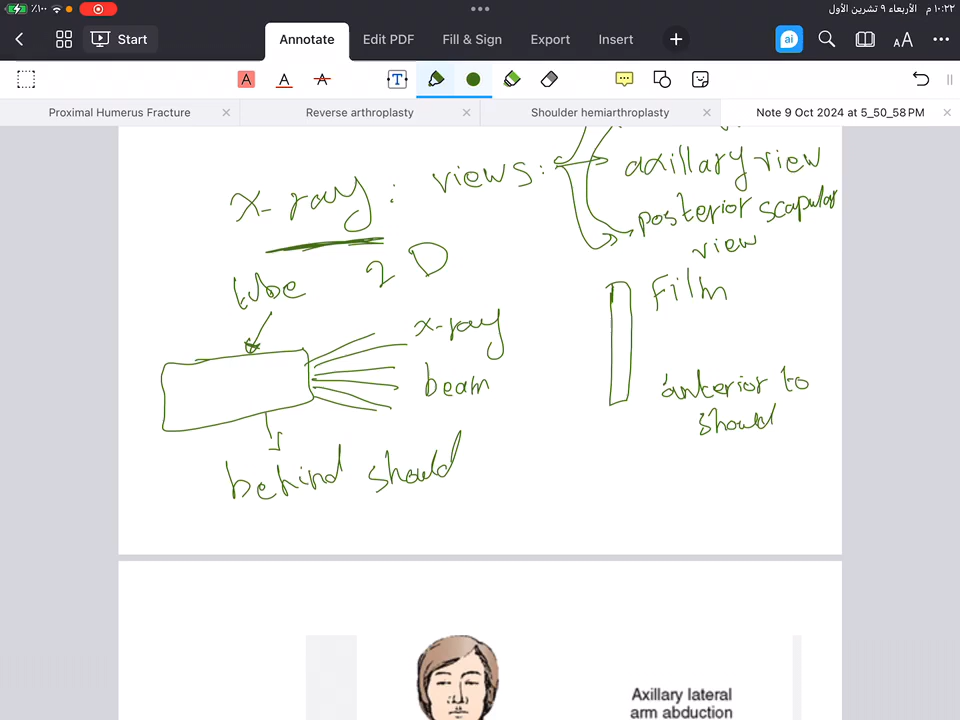 ٪١٠٠
١٠:٢٢ م الأربعاء ٩ تشرين الأول
Start
Annotate
Edit PDF
Fill & Sign
Export
Insert
ai
AA
A A A T
Proximal Humerus Fracture
Reverse arthroplasty
Shoulder hemiarthroplasty
Note 9 Oct 2024 at 5_50_58 PM
x-ray: views:
axillary view
posterior scapular
view
2 D
tube
Film
x-ray
beam
anterior to
should
behind should
Axillary lateral
arm abduction